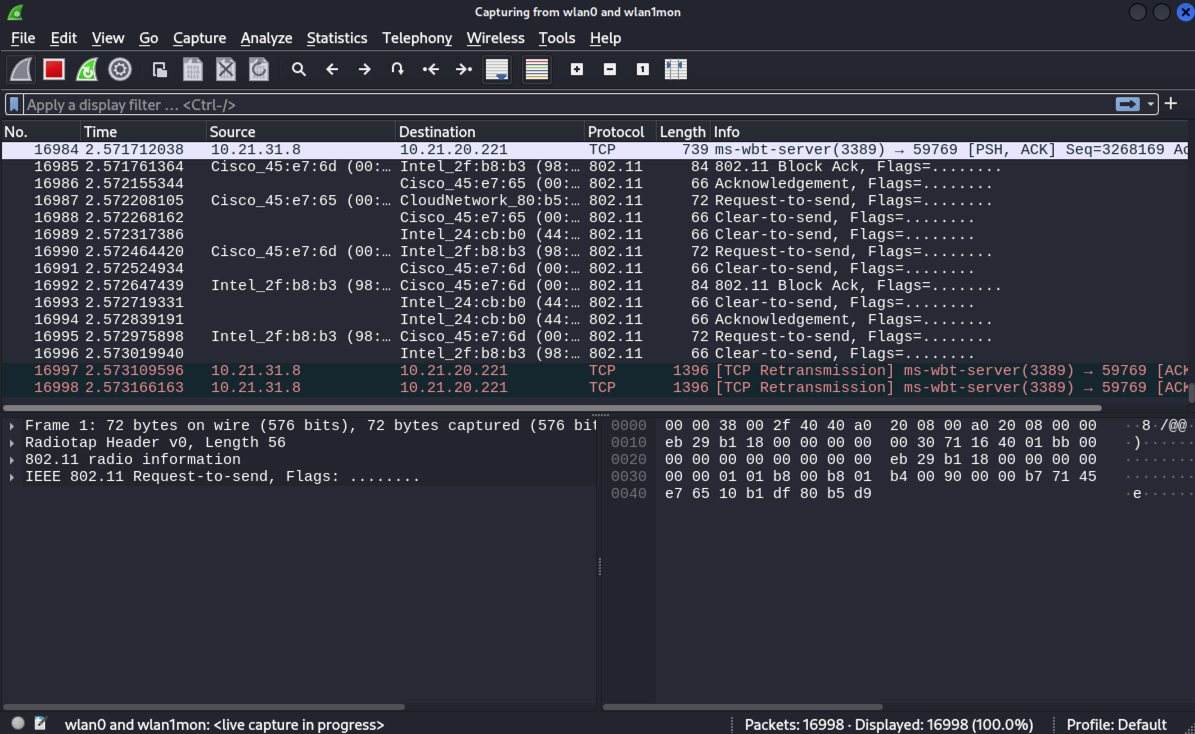 Capturing from wlan0 and wlan1mon
File Edit View Go Capture Analyze Statistics Telephony Wireless Tools Help
Apply a display filter … <Ctrl-/>
No. Time Source Destination Protocol Length Info
16984 2.571712038 10.21.31.8 10.21.20.221 TCP 739 ms-wbt-server(3389) → 59769 [PSH, ACK] Seq=3268169 Ac
16985 2.571761364 Cisco_45:e7:6d (00:… Intel_2f:b8:b3 (98:… 802.11 84 802.11 Block Ack, Flags=........
16986 2.572155344 Cisco_45:e7:65 (00:… 802.11 66 Acknowledgement, Flags=........
16987 2.572208105 Cisco_45:e7:65 (00:… CloudNetwork_80:b5:… 802.11 72 Request-to-send, Flags=........
16988 2.572268162 Cisco_45:e7:65 (00:… 802.11 66 Clear-to-send, Flags=........
16989 2.572317386 Intel_24:cb:b0 (44:… 802.11 66 Clear-to-send, Flags=........
16990 2.572464420 Cisco_45:e7:6d (00:… Intel_2f:b8:b3 (98:… 802.11 72 Request-to-send, Flags=........
16991 2.572524934 Cisco_45:e7:6d (00:… 802.11 66 Clear-to-send, Flags=........
16992 2.572647439 Intel_2f:b8:b3 (98:… Cisco_45:e7:6d (00:… 802.11 84 802.11 Block Ack, Flags=........
16993 2.572719331 Intel_24:cb:b0 (44:… 802.11 66 Clear-to-send, Flags=........
16994 2.572839191 Intel_24:cb:b0 (44:… 802.11 66 Acknowledgement, Flags=........
16995 2.572975898 Intel_2f:b8:b3 (98:… Cisco_45:e7:6d (00:… 802.11 72 Request-to-send, Flags=........
16996 2.573019940 Intel_2f:b8:b3 (98:… 802.11 66 Clear-to-send, Flags=........
16997 2.573109596 10.21.31.8 10.21.20.221 TCP 1396 [TCP Retransmission] ms-wbt-server(3389) → 59769 [ACK
16998 2.573166163 10.21.31.8 10.21.20.221 TCP 1396 [TCP Retransmission] ms-wbt-server(3389) → 59769 [ACK
Frame 1: 72 bytes on wire (576 bits), 72 bytes captured (576 bit
Radiotap Header v0, Length 56
802.11 radio information
IEEE 802.11 Request-to-send, Flags: ........
0000 00 00 38 00 2f 40 40 a0 20 08 00 a0 20 08 00 00 ··8·/@@·
0010 eb 29 b1 18 00 00 00 00 00 30 71 16 40 01 bb 00 ·)······
0020 00 00 00 00 00 00 00 00 eb 29 b1 18 00 00 00 00 ········
0030 00 00 01 01 b8 00 b8 01 b4 00 90 00 00 b7 71 45 ········
0040 e7 65 10 b1 df 80 b5 d9 ·e······
wlan0 and wlan1mon: <live capture in progress>
Packets: 16998 · Displayed: 16998 (100.0%)
Profile: Default